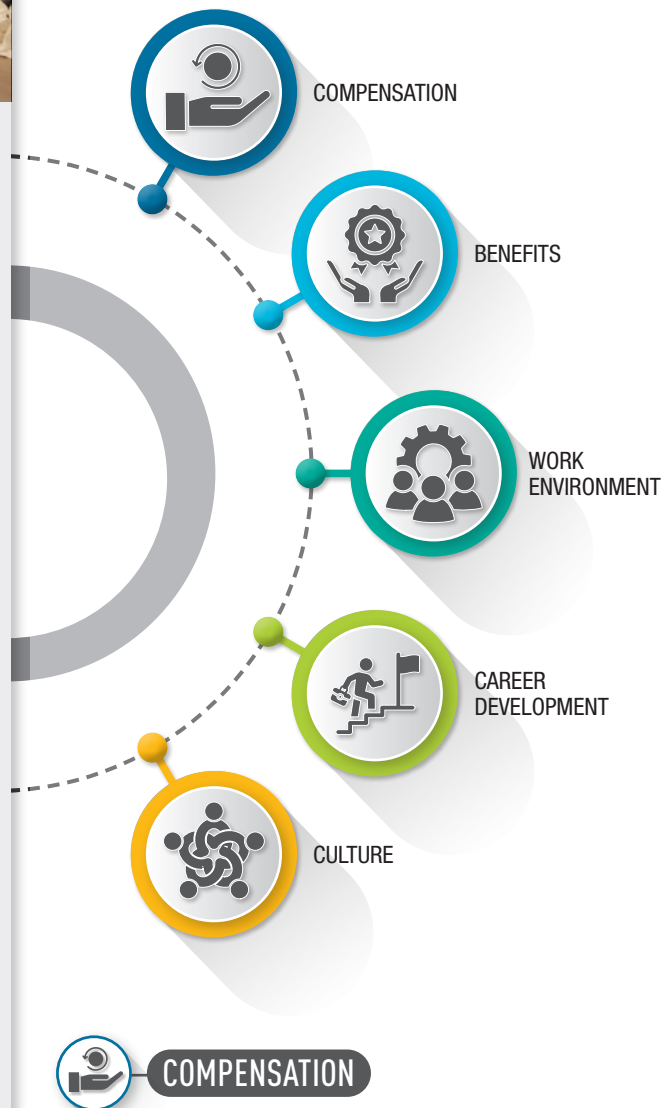 COMPENSATION
BENEFITS
WORK
ENVIRONMENT
CAREER
DEVELOPMENT
CULTURE
COMPENSATION